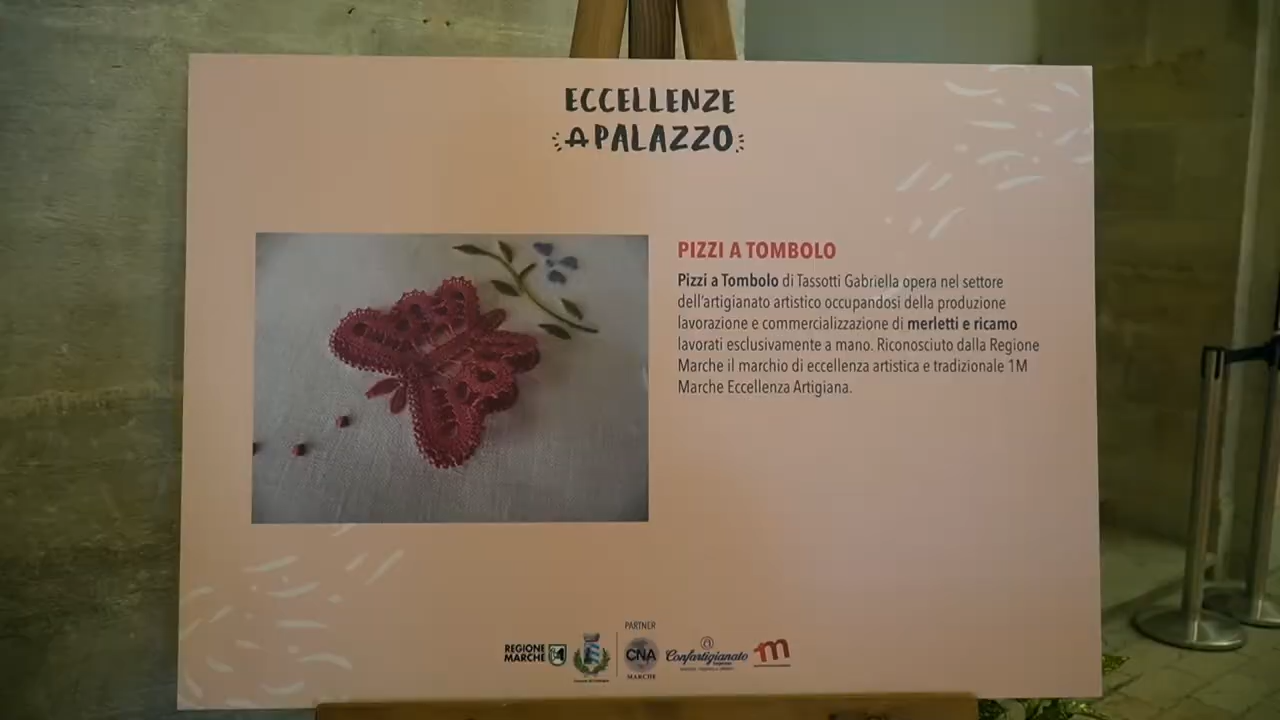 ECCELLENZE
A PALAZZO
PIZZI A TOMBOLO
Pizzi a Tombolo di Tassotti Gabriella opera nel settore
dell'artigianato artistico occupandosi della produzione
lavorazione e commercializzazione di merletti e ricamo
lavorati esclusivamente a mano. Riconosciuto dalla Regione
Marche il marchio di eccellenza artistica e tradizionale 1M
Marche Eccellenza Artigiana.
PARTNER
REGIONE
MARCHE
CNA
MARCHE
Confartigianato
m